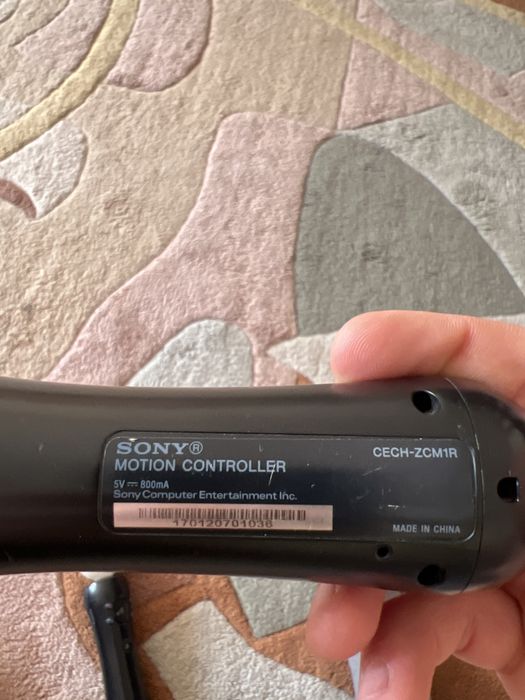 SONY®
CECH-ZCM1R
MOTION CONTROLLER
5V ⎓ 800mA
Sony Computer Entertainment Inc.
170120701036
MADE IN CHINA